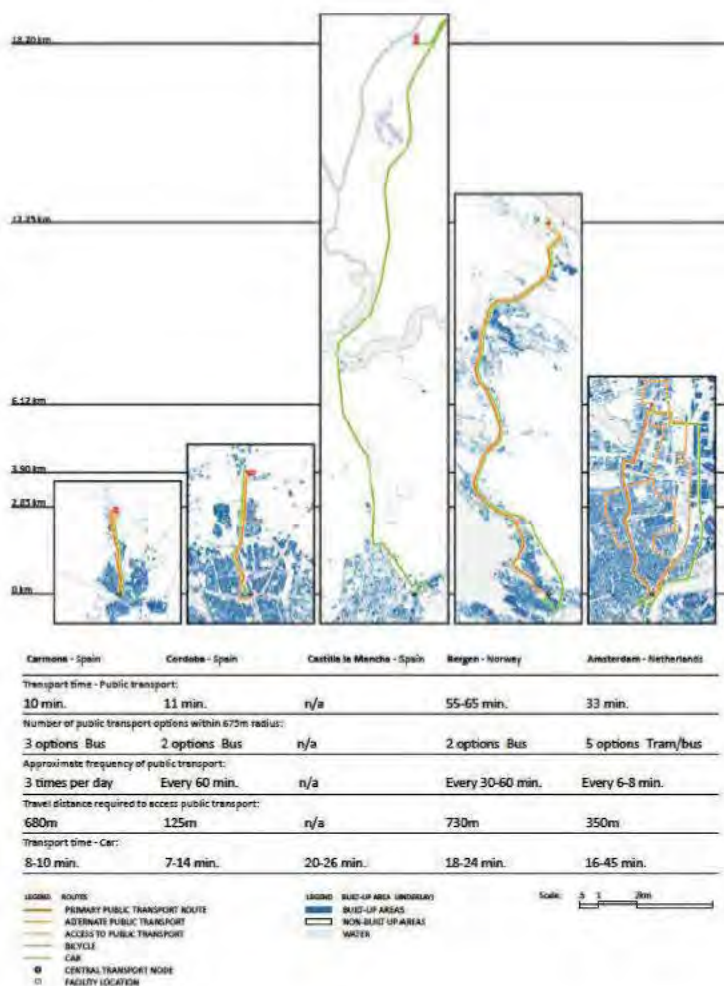 6.12 km
3.90 km
0 km
Carmona - Spain Cordoba - Spain Castilla la Mancha - Spain Bergen - Norway Amsterdam - Netherlands
Transport time - Public transport:
10 min. 11 min. n/a 55-65 min. 33 min.
Number of public transport options within 675m radius:
3 options Bus 2 options Bus n/a 2 options Bus 5 options Tram/bus
Approximate frequency of public transport:
3 times per day Every 60 min. n/a Every 30-60 min. Every 6-8 min.
Travel distance required to access public transport:
680m 125m n/a 730m 350m
Transport time - Car:
8-10 min. 7-14 min. 20-26 min. 18-24 min. 16-45 min.
LEGEND ROUTES
PRIMARY PUBLIC TRANSPORT ROUTE
ALTERNATE PUBLIC TRANSPORT
ACCESS TO PUBLIC TRANSPORT
BICYCLE
CAR
CENTRAL TRANSPORT NODE
FACILITY LOCATION
LEGEND BUILT-UP AREA (UNDERLAY)
BUILT-UP AREAS
NON-BUILT UP AREAS
WATER
Scale: .5 1 2km